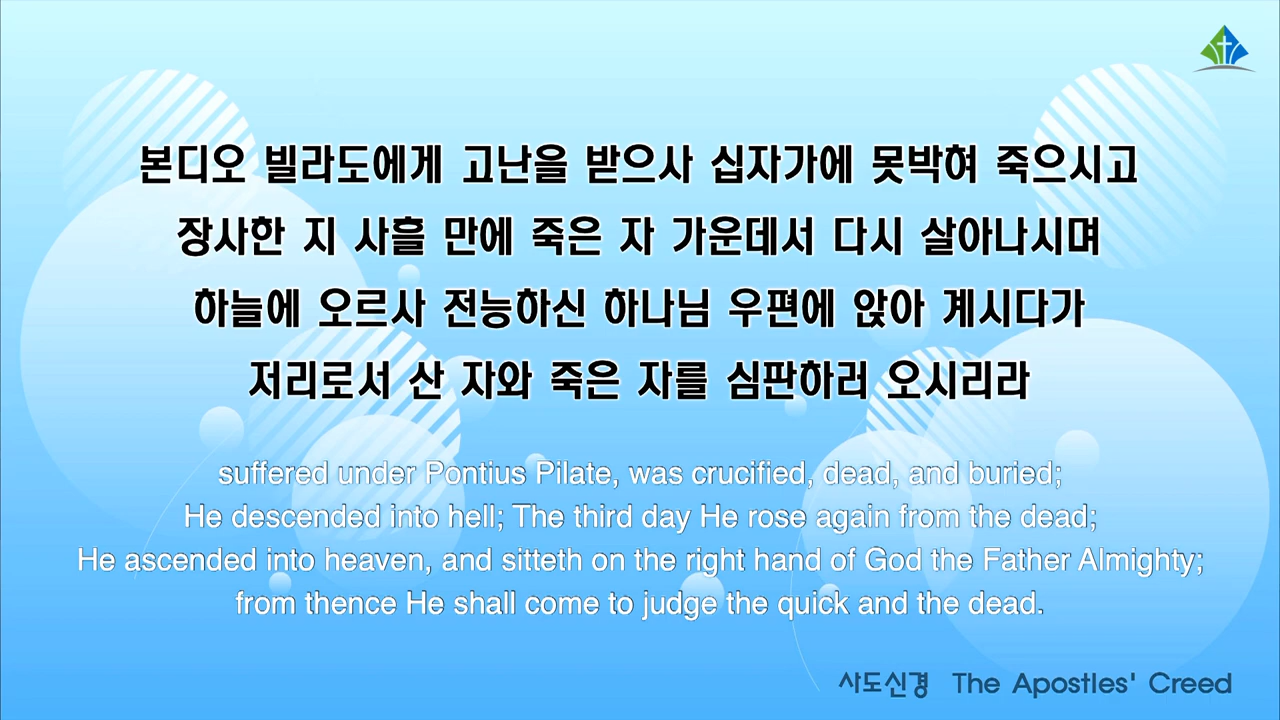 본디오 빌라도에게 고난을 받으사 십자가에 못박혀 죽으시고
장사한 지 사흘 만에 죽은 자 가운데서 다시 살아나시며
하늘에 오르사 전능하신 하나님 우편에 앉아 계시다가
저리로서 산 자와 죽은 자를 심판하러 오시리라
suffered under Pontius Pilate, was crucified, dead, and buried;
He descended into hell; The third day He rose again from the dead;
He ascended into heaven, and sitteth on the right hand of God the Father Almighty;
from thence He shall come to judge the quick and the dead.
사도신경 The Apostles' Creed